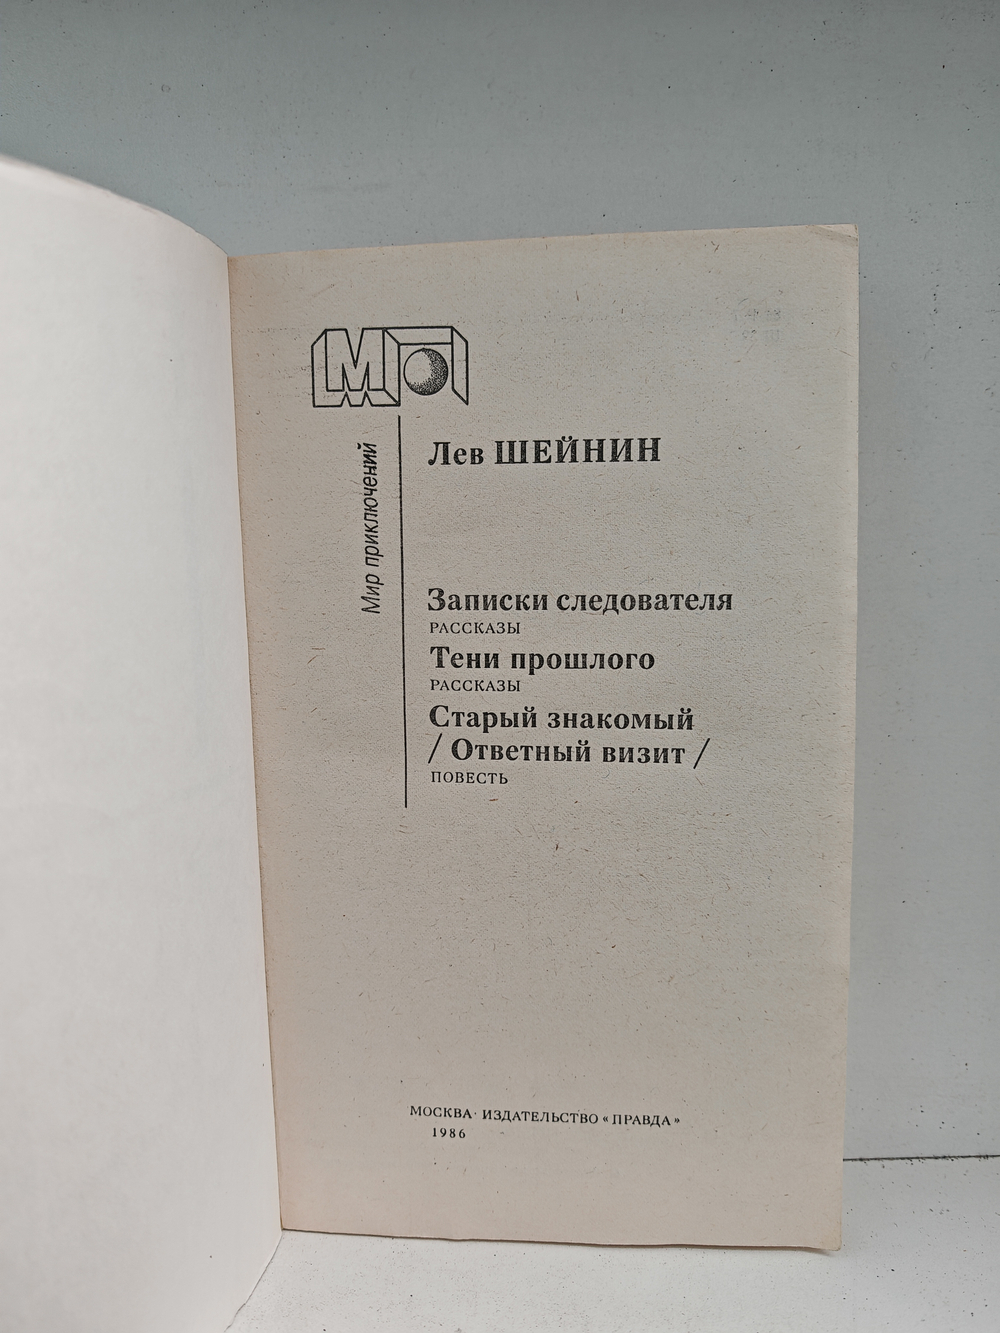 МП
Мир приключений
Лев ШЕЙНИН
Записки следователя
РАССКАЗЫ
Тени прошлого
РАССКАЗЫ
Старый знакомый
/ Ответный визит /
ПОВЕСТЬ
МОСКВА · ИЗДАТЕЛЬСТВО « ПРАВДА»
1986